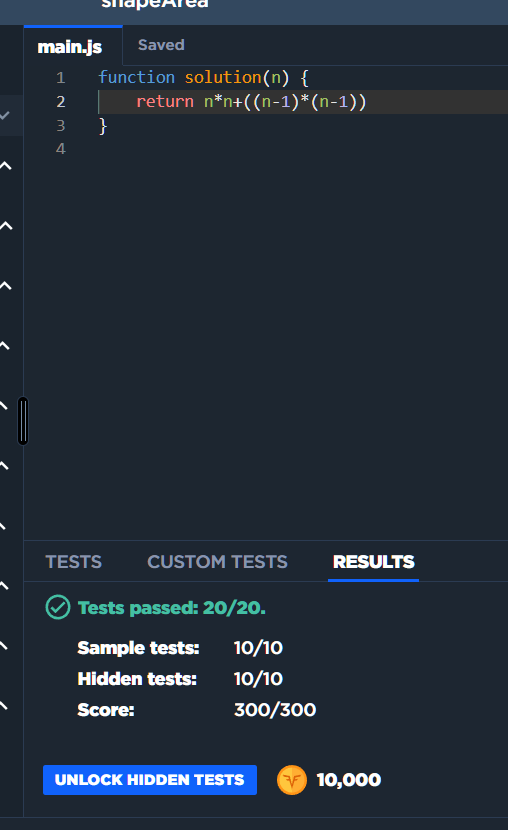 shapeArea
main.js Saved
1 function solution(n) {
2 return n*n+((n-1)*(n-1))
3 }
4
TESTS CUSTOM TESTS RESULTS
Tests passed: 20/20.
Sample tests: 10/10
Hidden tests: 10/10
Score: 300/300
UNLOCK HIDDEN TESTS 10,000